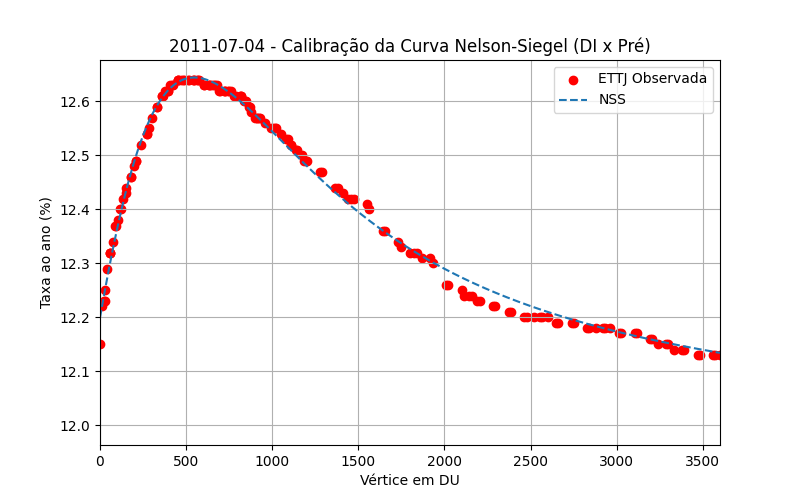 2011-07-04 - Calibração da Curva Nelson-Siegel (DI x Pré)
ETTJ Observada
NSS
Taxa ao ano (%)
12.6
12.5
12.4
12.3
12.2
12.1
12.0
0 500 1000 1500 2000 2500 3000 3500
Vértice em DU